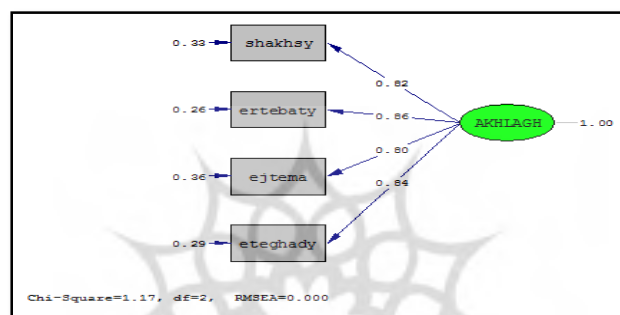 0.33 shakhsy
0.82
0.26 ertebaty
0.86 AKHLAGH 1.00
0.80
0.36 ejtema
0.84
0.29 eteghady
Chi-Square=1.17, df=2, RMSEA=0.000